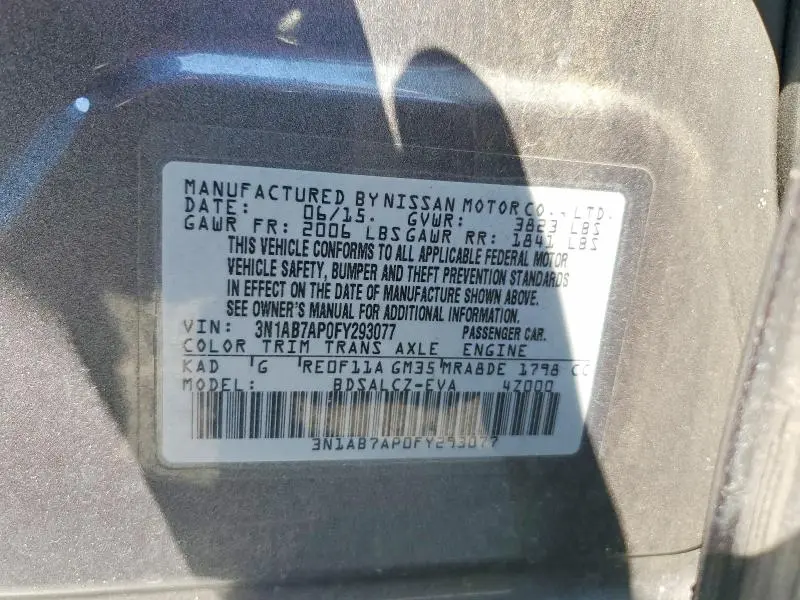 MANUFACTURED BY NISSAN MOTOR CO., LTD.
DATE: 06/15. GVWR: 3823 LBS
GAWR FR: 2006 LBS GAWR RR: 1841 LBS
THIS VEHICLE CONFORMS TO ALL APPLICABLE FEDERAL MOTOR
VEHICLE SAFETY, BUMPER AND THEFT PREVENTION STANDARDS
IN EFFECT ON THE DATE OF MANUFACTURE SHOWN ABOVE.
SEE OWNER'S MANUAL FOR ADDITIONAL INFORMATION.
VIN: 3N1AB7AP0FY293077 PASSENGER CAR.
COLOR TRIM TRANS AXLE ENGINE
KAD G RE0F11A GM35 MRA8DE 1798 CC
MODEL: BDSALCZ-EVA 4Z000
3N1AB7AP0FY293077